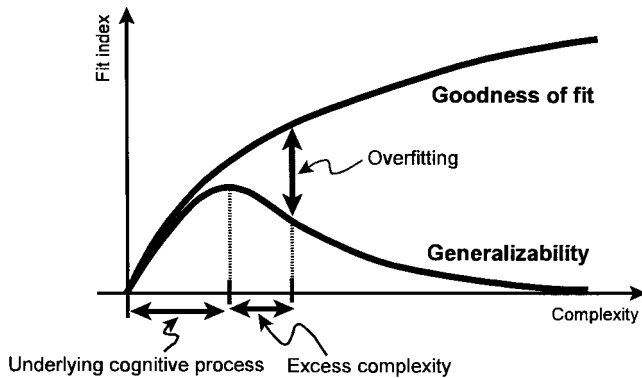 Fit index
Goodness of fit
Overfitting
Generalizability
Complexity
Underlying cognitive process
Excess complexity